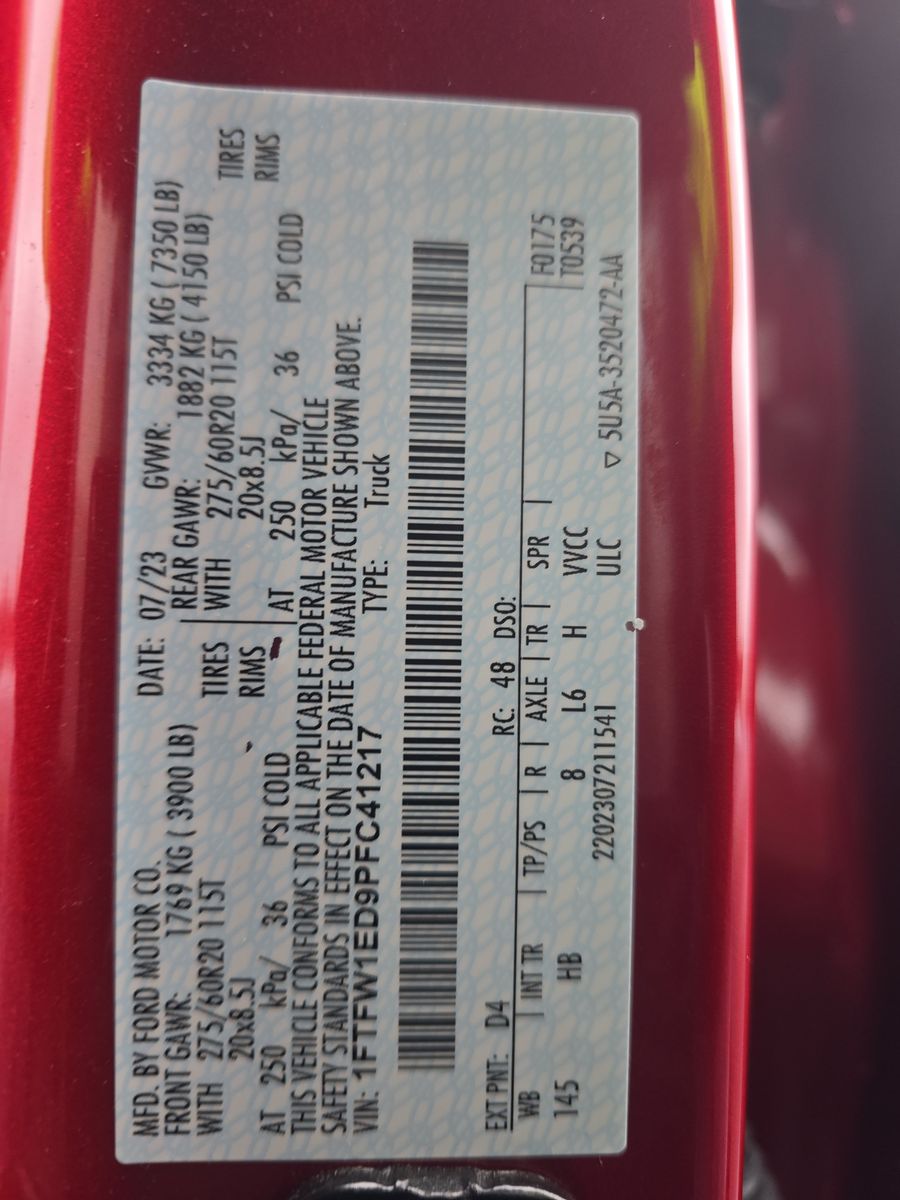 MFD. BY FORD MOTOR CO. DATE: 07/23 GVWR: 3334 KG ( 7350 LB)
FRONT GAWR: 1769 KG ( 3900 LB) REAR GAWR: 1882 KG ( 4150 LB)
WITH 275/60R20 115T TIRES WITH 275/60R20 115T TIRES
20x8.5J RIMS 20x8.5J RIMS
AT 250 kPa/ 36 PSI COLD AT 250 kPa/ 36 PSI COLD
THIS VEHICLE CONFORMS TO ALL APPLICABLE FEDERAL MOTOR VEHICLE
SAFETY STANDARDS IN EFFECT ON THE DATE OF MANUFACTURE SHOWN ABOVE.
VIN: 1FTFW1ED9PFC41217 TYPE: Truck
EXT PNT: D4 RC: 48 DSO: F0175
WB | INT TR | TP/PS | R | AXLE | TR | SPR | T0539
145 HB 8 L6 H VVCC
2202307211541 ULC ▽ 5U5A-3520472-AA